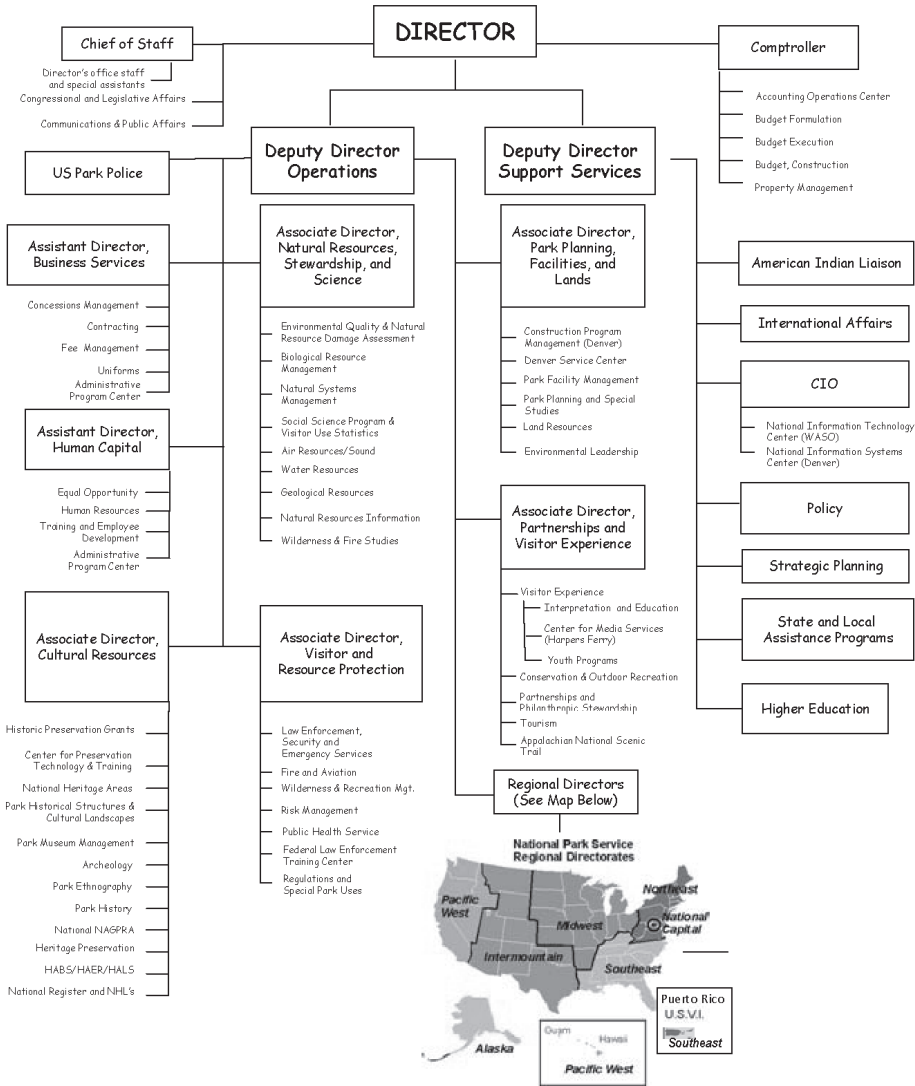 DIRECTOR
Chief of Staff
Director's office staff
and special assistants
Congressional and Legislative Affairs
Communications & Public Affairs
Comptroller
Accounting Operations Center
Budget Formulation
Budget Execution
Budget, Construction
Property Management
Deputy Director
Operations
Deputy Director
Support Services
US Park Police
Assistant Director,
Business Services
Concessions Management
Contracting
Fee Management
Uniforms
Administrative
Program Center
Assistant Director,
Human Capital
Equal Opportunity
Human Resources
Training and Employee
Development
Administrative
Program Center
Associate Director,
Cultural Resources
Historic Preservation Grants
Center for Preservation
Technology & Training
National Heritage Areas
Park Historical Structures &
Cultural Landscapes
Park Museum Management
Archeology
Park Ethnography
Park History
National NAGPRA
Heritage Preservation
HABS/HAER/HALS
National Register and NHL's
Associate Director,
Natural Resources,
Stewardship, and
Science
Environmental Quality & Natural
Resource Damage Assessment
Biological Resource
Management
Natural Systems
Management
Social Science Program &
Visitor Use Statistics
Air Resources/Sound
Water Resources
Geological Resources
Natural Resources Information
Wilderness & Fire Studies
Associate Director,
Visitor and
Resource Protection
Law Enforcement,
Security and
Emergency Services
Fire and Aviation
Wilderness & Recreation Mgt.
Risk Management
Public Health Service
Federal Law Enforcement
Training Center
Regulations and
Special Park Uses
Associate Director,
Park Planning,
Facilities, and
Lands
Construction Program
Management (Denver)
Denver Service Center
Park Facility Management
Park Planning and Special
Studies
Land Resources
Environmental Leadership
Associate Director,
Partnerships and
Visitor Experience
Visitor Experience
Interpretation and Education
Center for Media Services
(Harpers Ferry)
Youth Programs
Conservation & Outdoor Recreation
Partnerships and
Philanthropic Stewardship
Tourism
Appalachian National Scenic
Trail
Regional Directors
(See Map Below)
American Indian Liaison
International Affairs
CIO
National Information Technology
Center (WASO)
National Information Systems
Center (Denver)
Policy
Strategic Planning
State and Local
Assistance Programs
Higher Education
National Park Service
Regional Directorates
Pacific
West
Northeast
Midwest
National
Capital
Intermountain
Southeast
Alaska
Guam
Hawaii
Pacific West
Puerto Rico
U.S.V.I.
Southeast